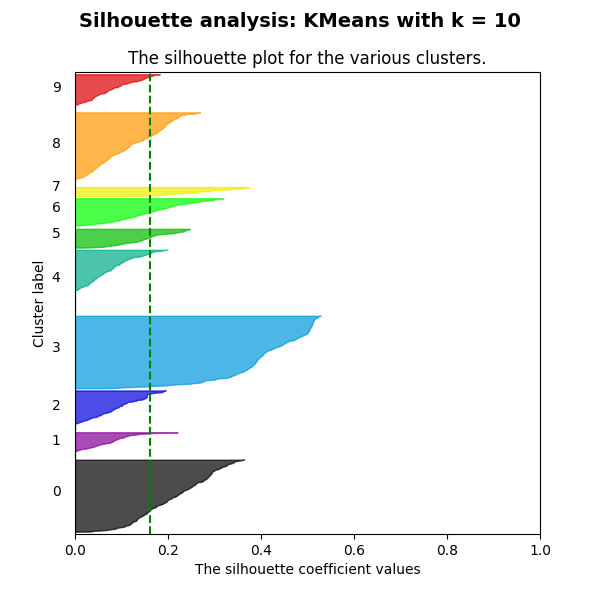 Silhouette analysis: KMeans with k = 10
The silhouette plot for the various clusters.
9
8
7
6
5
4
3
2
1
0
Cluster label
0.0 0.2 0.4 0.6 0.8 1.0
The silhouette coefficient values